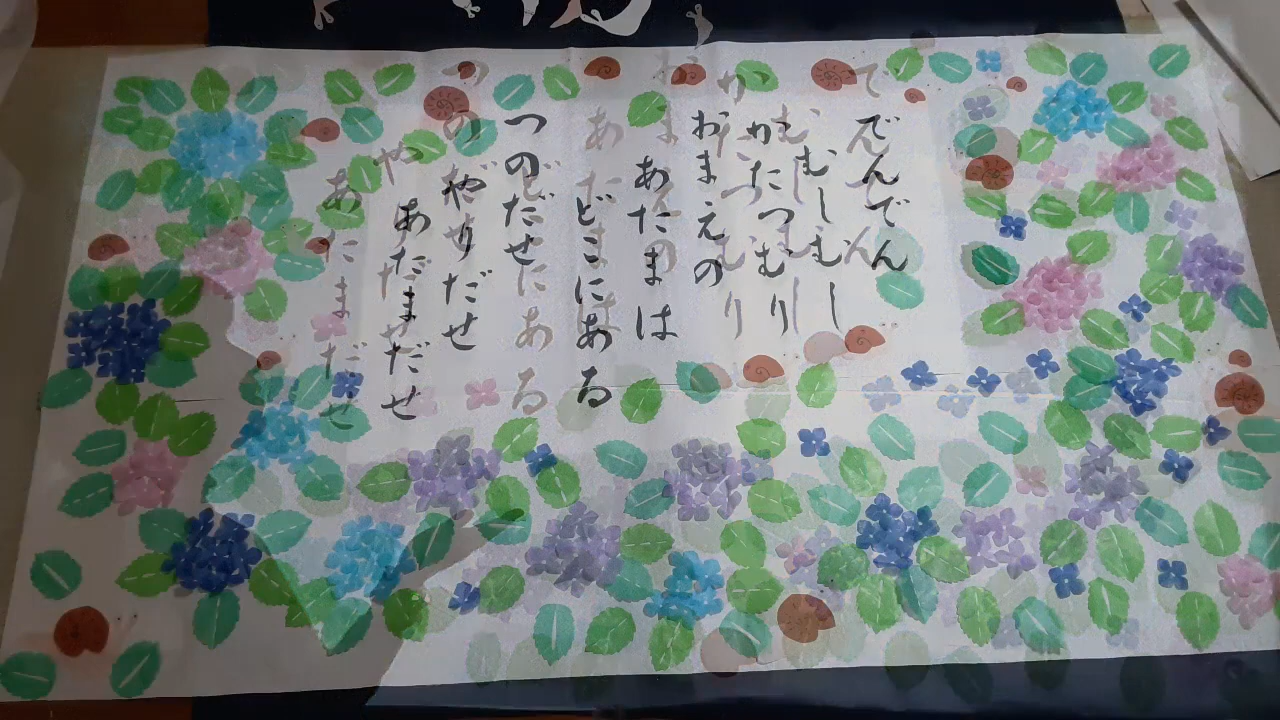 でんでん
むしむし
かたつむり
おまえの
あたまは
どこにある
つのだせ
やりだせ
あたまだせ